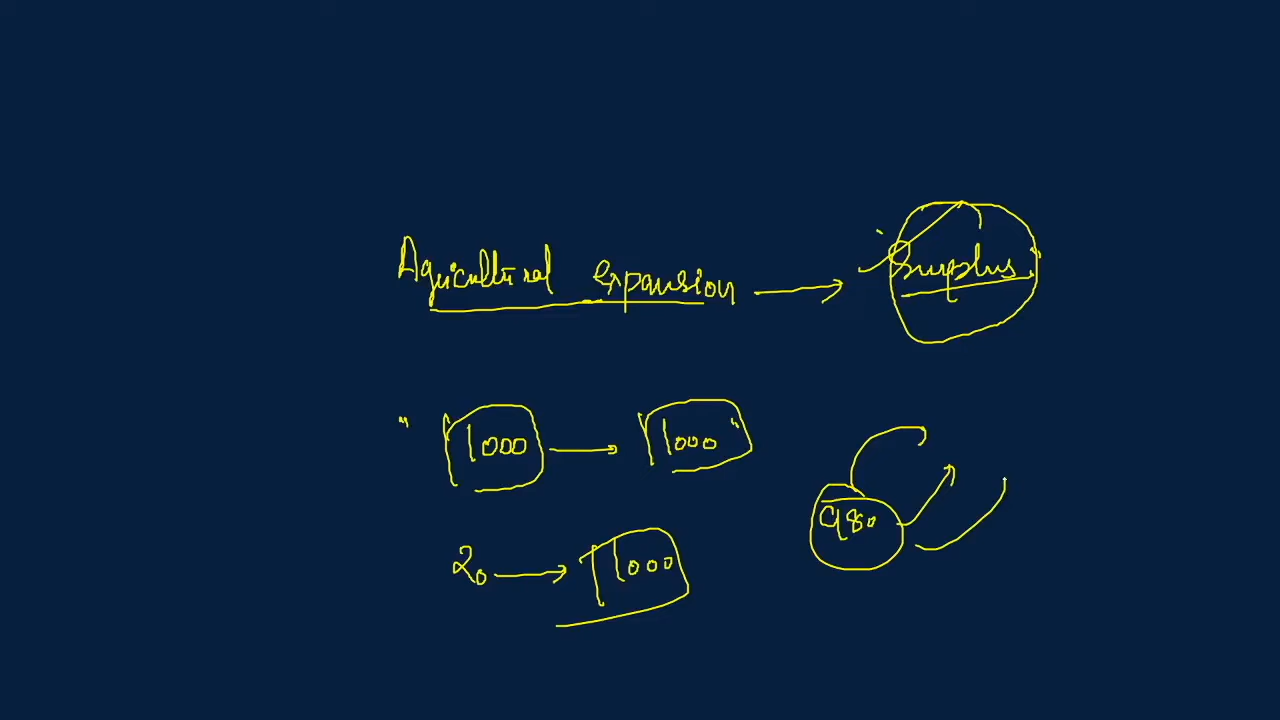 Agricultural expansion → "Surplus"
"1000 → 1000"
980
20 → 1000